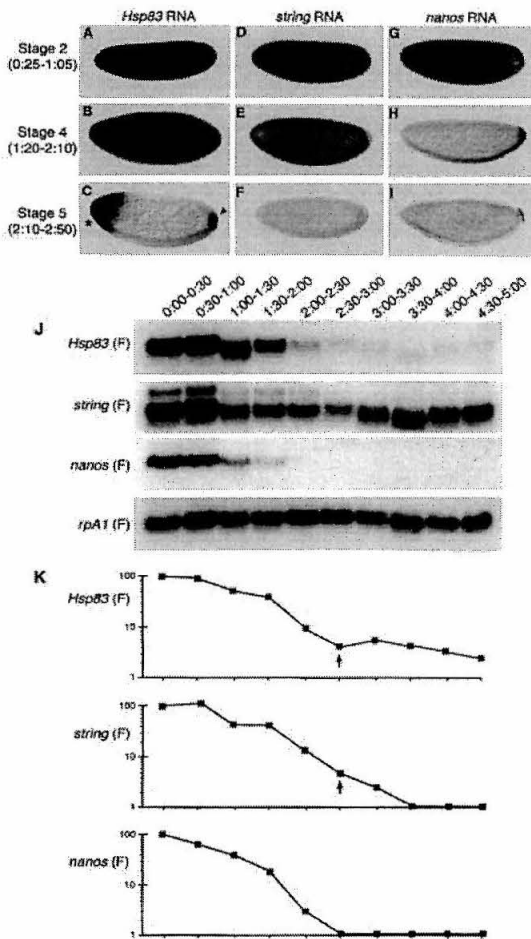 Hsp83 RNA string RNA nanos RNA
Stage 2
(0:25-1:05)
A D G
Stage 4
(1:20-2:10)
B E H
Stage 5
(2:10-2:50)
C F I
*
J
0:00-0:30 0:30-1:00 1:00-1:30 1:30-2:00 2:00-2:30 2:30-3:00 3:00-3:30 3:30-4:00 4:00-4:30 4:30-5:00
Hsp83 (F)
string (F)
nanos (F)
rpA1 (F)
K
100
Hsp83 (F)
10
1
100
string (F)
10
1
100
nanos (F)
10
1